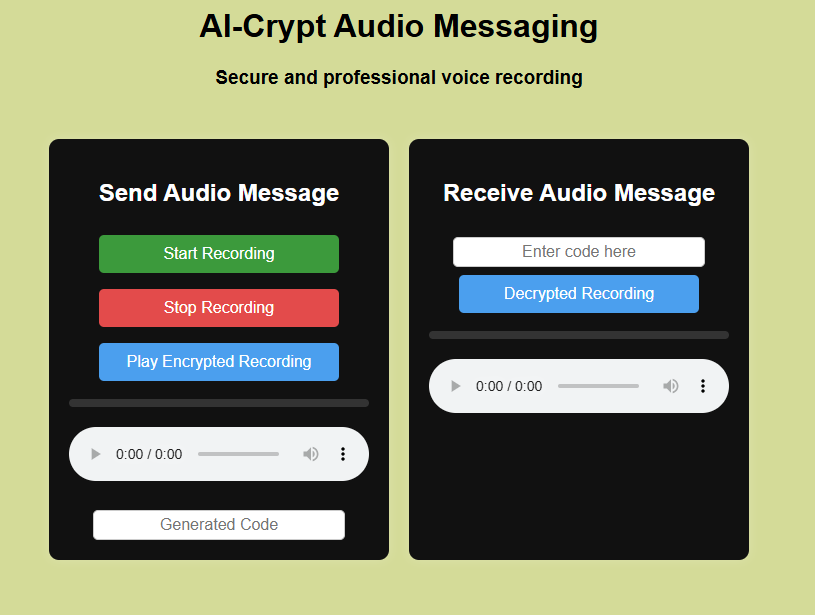 AI-Crypt Audio Messaging
Secure and professional voice recording
Send Audio Message
Start Recording
Stop Recording
Play Encrypted Recording
0:00 / 0:00
Generated Code
Receive Audio Message
Enter code here
Decrypted Recording
0:00 / 0:00